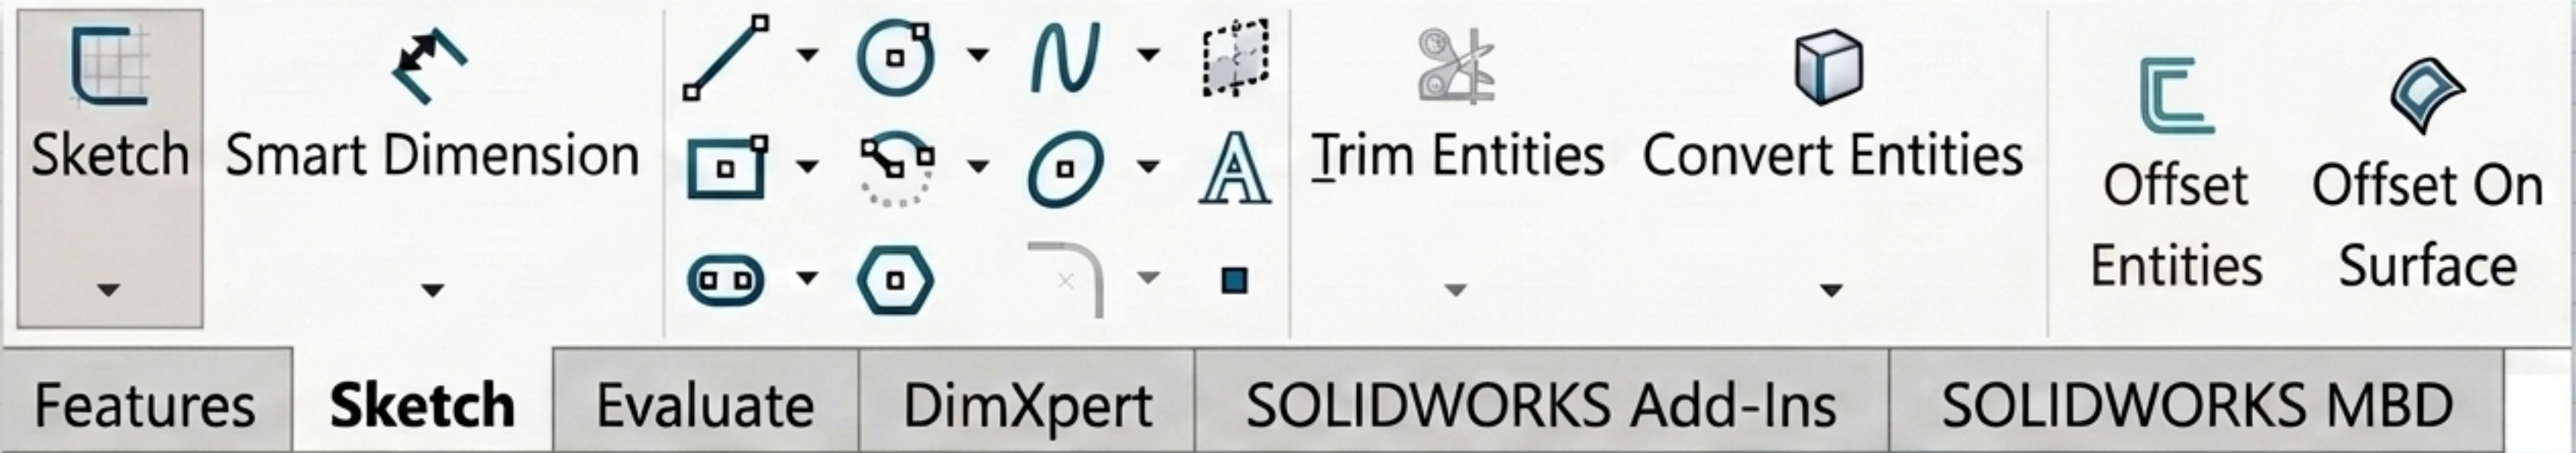 Sketch
Smart Dimension
Trim Entities
Convert Entities
Offset
Entities
Offset On
Surface
Features
Sketch
Evaluate
DimXpert
SOLIDWORKS Add-Ins
SOLIDWORKS MBD